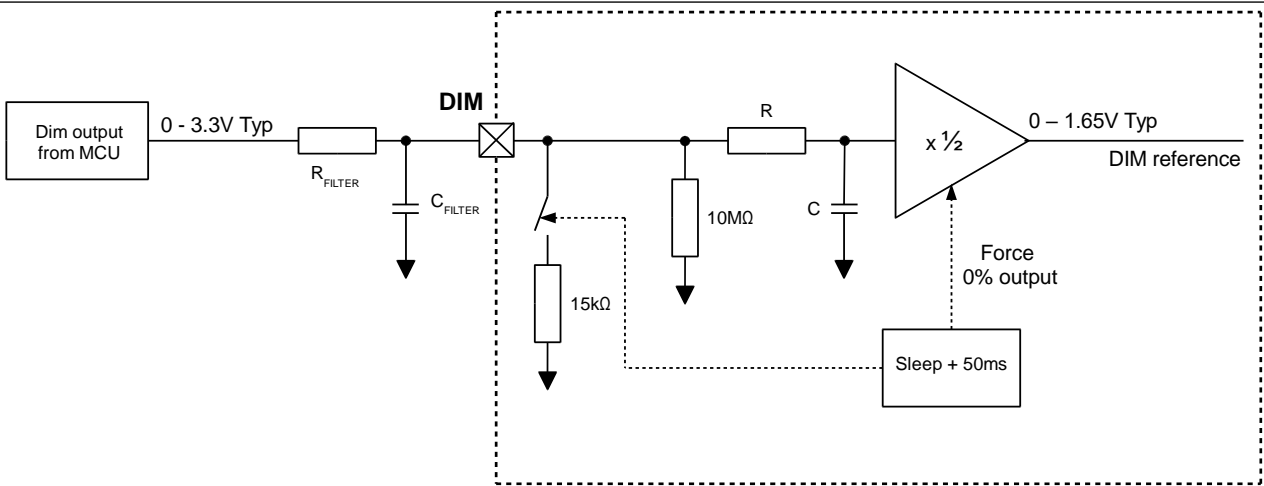 Dim output
from MCU
0 - 3.3V Typ
R FILTER
C FILTER
DIM
15kΩ
10MΩ
R
C
x ½
0 – 1.65V Typ
DIM reference
Force
0% output
Sleep + 50ms